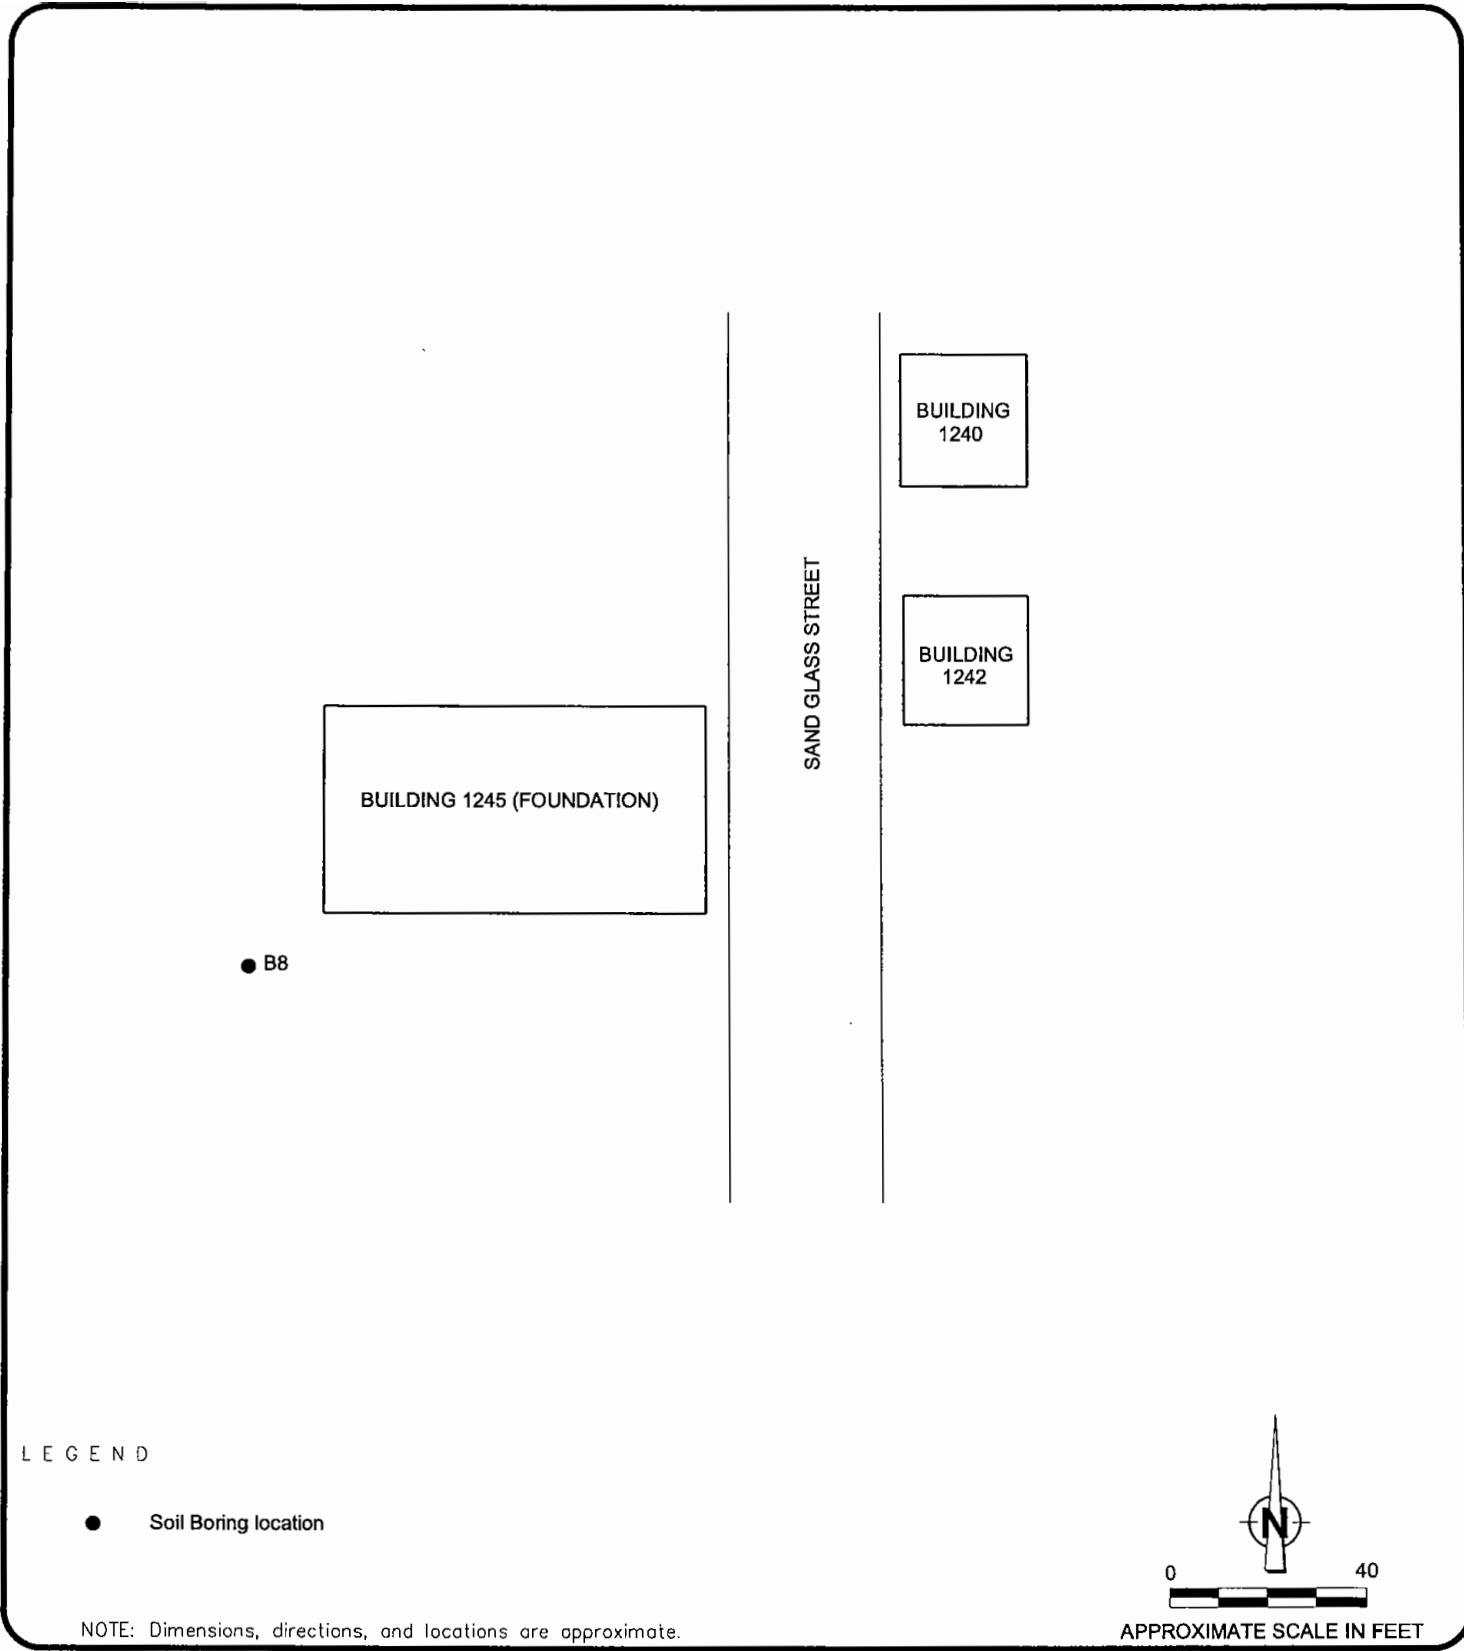 BUILDING
1240
SAND GLASS STREET
BUILDING
1242
BUILDING 1245 (FOUNDATION)
B8
LEGEND
Soil Boring location
N
0 40
NOTE: Dimensions, directions, and locations are approximate.
APPROXIMATE SCALE IN FEET